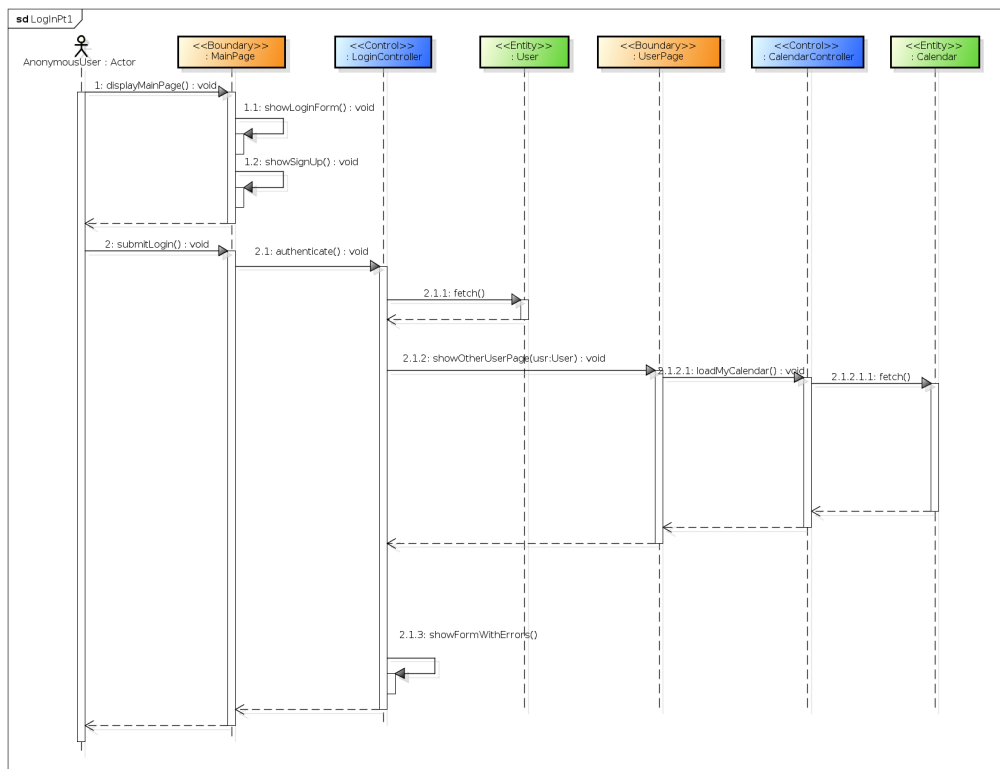 sd LogInPt1
AnonymousUser : Actor
<<Boundary>>
: MainPage
<<Control>>
: LoginController
<<Entity>>
: User
<<Boundary>>
: UserPage
<<Control>>
: CalendarController
<<Entity>>
: Calendar
1: displayMainPage() : void
1.1: showLoginForm() : void
1.2: showSignUp() : void
2: submitLogin() : void
2.1: authenticate() : void
2.1.1: fetch()
2.1.2: showOtherUserPage(usr:User) : void
2.1.2.1: loadMyCalendar() : void
2.1.2.1.1: fetch()
2.1.3: showFormWithErrors()